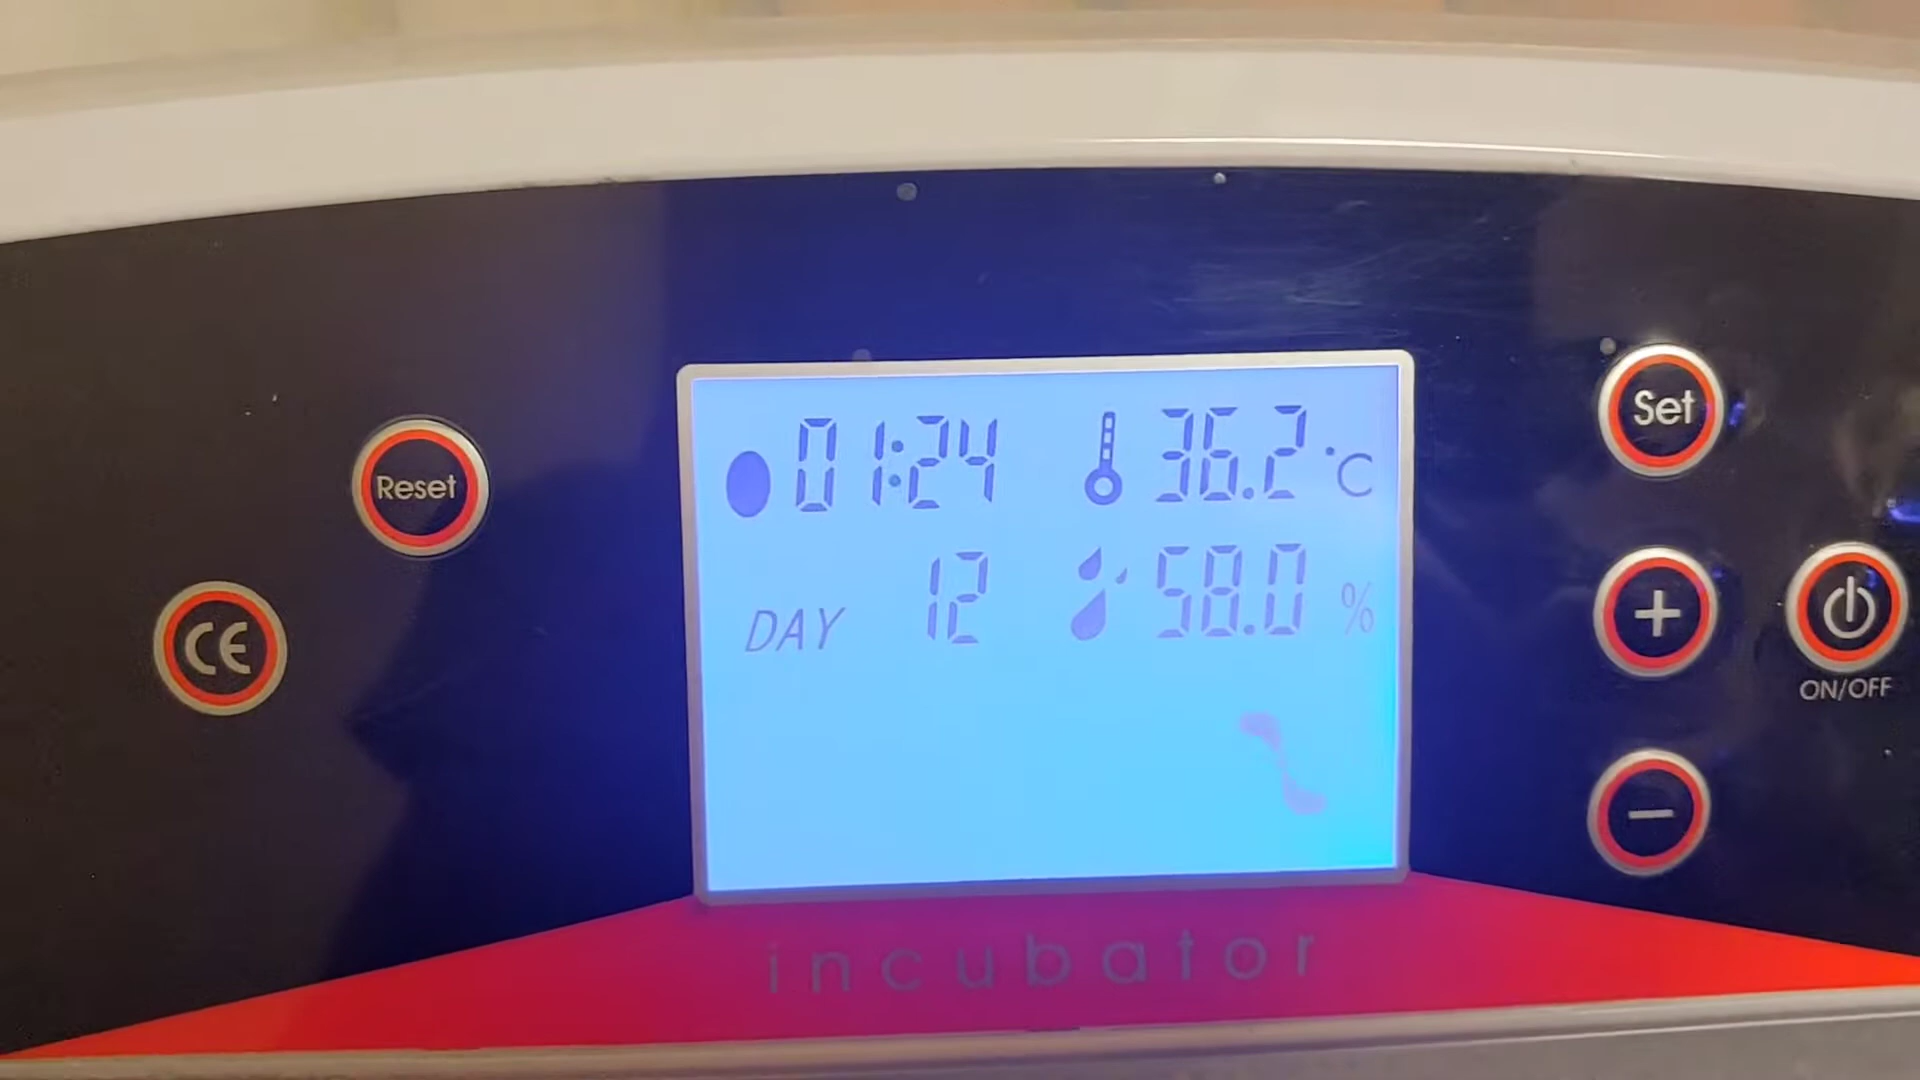 01:24 36.2 °C
DAY 12 58.0 %
Reset
CE
Set
+
ON/OFF
−
incubator